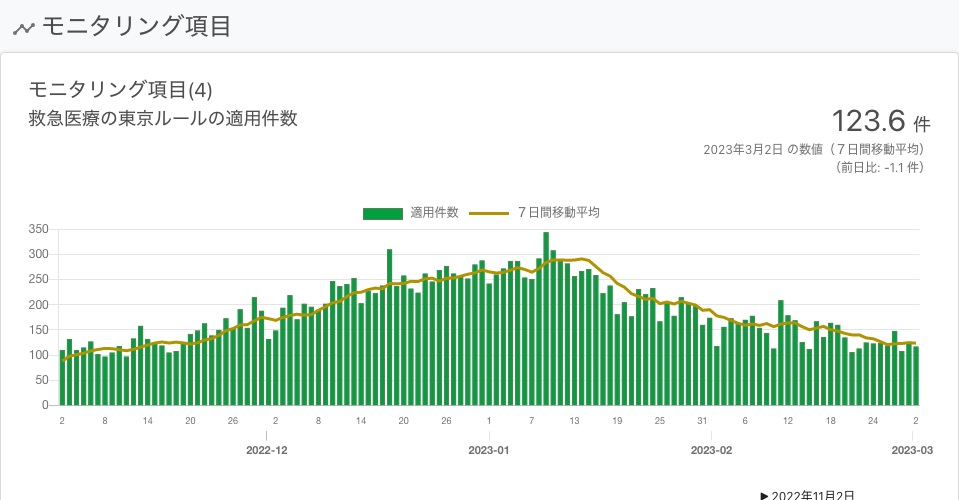 モニタリング項目
モニタリング項目(4)
救急医療の東京ルールの適用件数
123.6 件
2023年3月2日 の数値（７日間移動平均）
（前日比: -1.1 件）
適用件数 ７日間移動平均
350
300
250
200
150
100
50
0
2 8 14 20 26 2 8 14 20 26 1 7 13 19 25 31 6 12 18 24 2
2022-12 2023-01 2023-02 2023-03
▶ 2022年11月2日